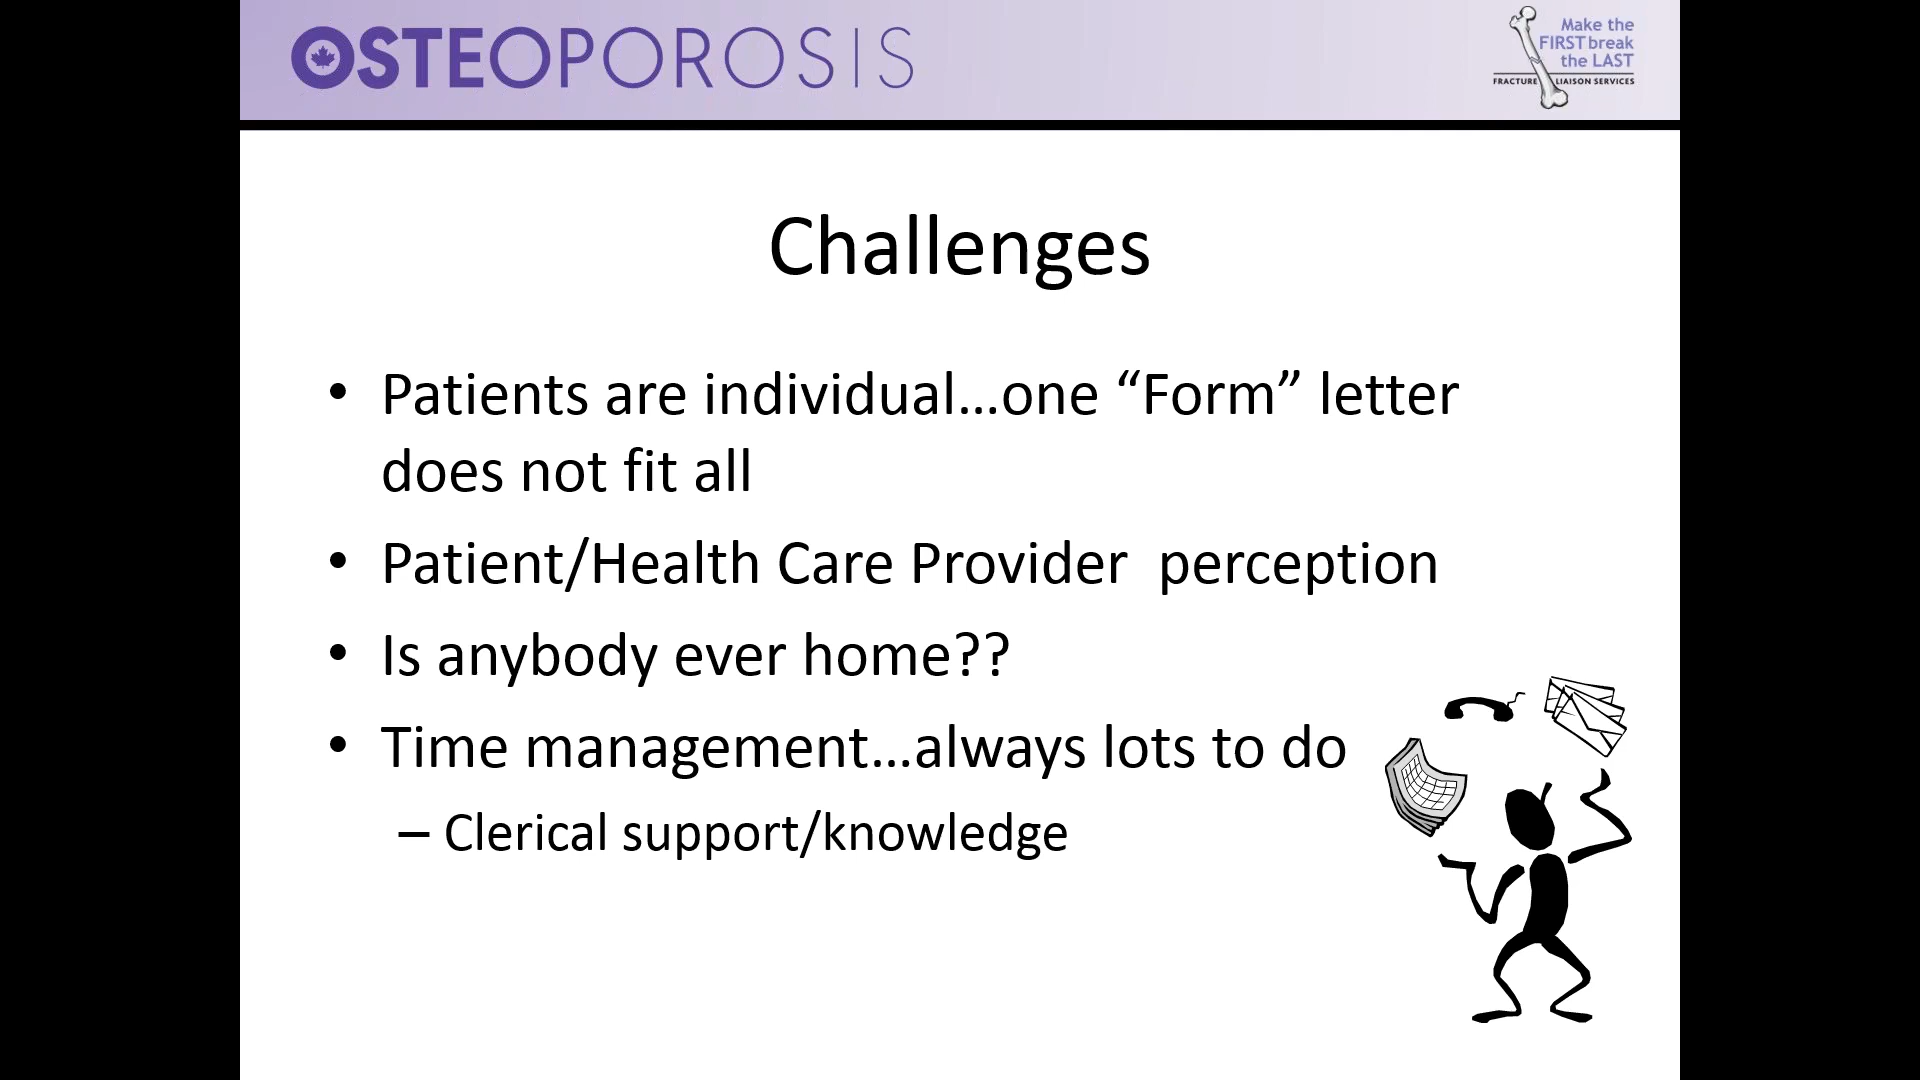 OSTEOPOROSIS
Make the
FIRST break
the LAST
FRACTURE LIAISON SERVICES
Challenges
• Patients are individual…one “Form” letter
does not fit all
• Patient/Health Care Provider  perception
• Is anybody ever home??
• Time management…always lots to do
– Clerical support/knowledge